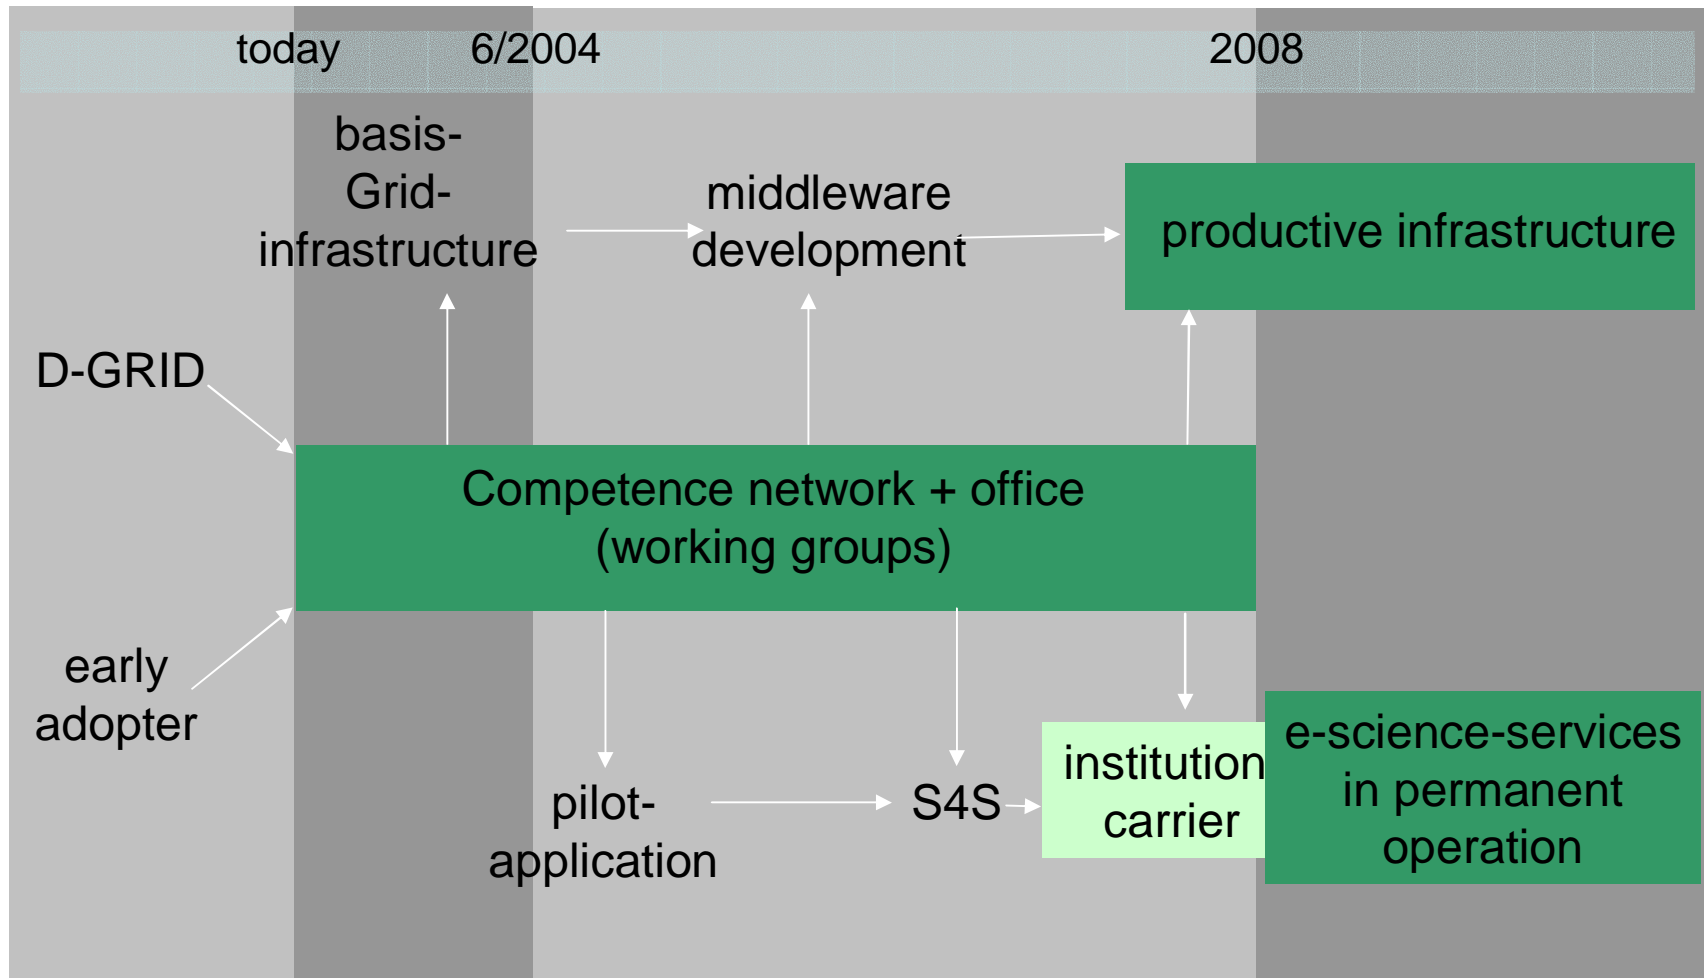 today 6/2004 2008
basis-
Grid-
infrastructure
middleware
development
productive infrastructure
D-GRID
Competence network + office
(working groups)
early
adopter
pilot-
application
S4S
institution
carrier
e-science-services
in permanent
operation